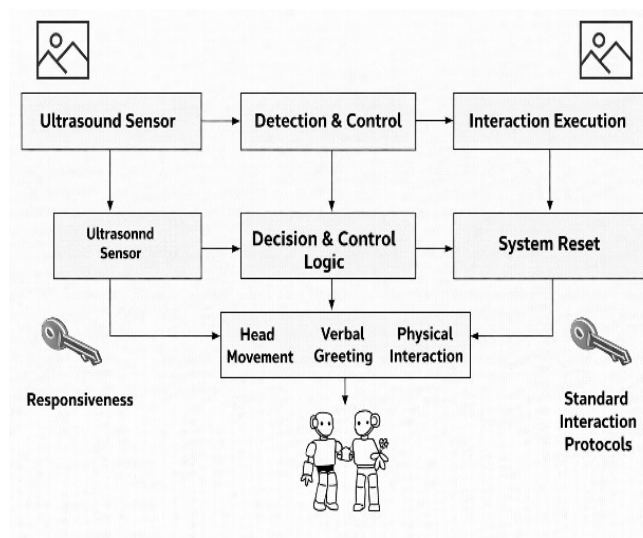 Ultrasound Sensor
Detection & Control
Interaction Execution
Ultrasonnd
Sensor
Decision & Control
Logic
System Reset
Head
Movement
Verbal
Greeting
Physical
Interaction
Responsiveness
Standard
Interaction
Protocols